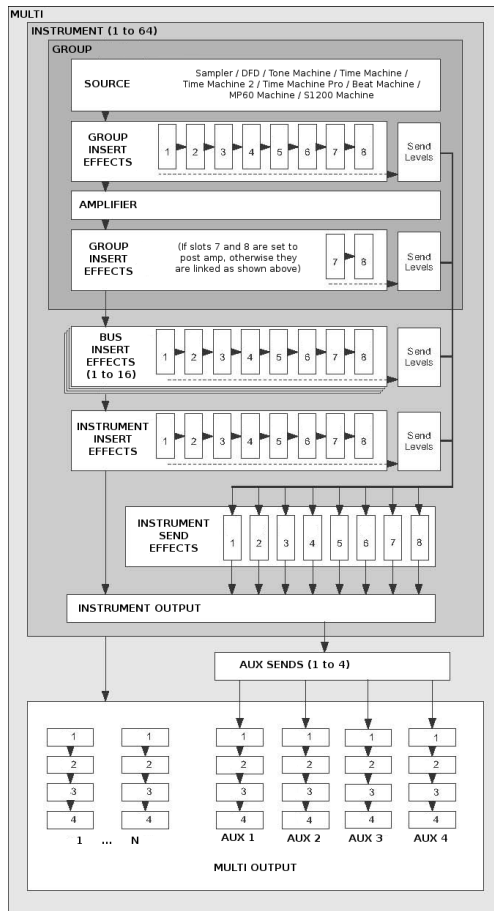 MULTI
INSTRUMENT (1 to 64)
GROUP
SOURCE
Sampler / DFD / Tone Machine / Time Machine /
Time Machine 2 / Time Machine Pro / Beat Machine /
MP60 Machine / S1200 Machine
GROUP
INSERT
EFFECTS
1 2 3 4 5 6 7 8
Send
Levels
AMPLIFIER
GROUP
INSERT
EFFECTS
(If slots 7 and 8 are set to
post amp, otherwise they
are linked as shown above)
7 8
Send
Levels
BUS
INSERT
EFFECTS
(1 to 16)
1 2 3 4 5 6 7 8
Send
Levels
INSTRUMENT
INSERT
EFFECTS
1 2 3 4 5 6 7 8
Send
Levels
INSTRUMENT
SEND
EFFECTS
1 2 3 4 5 6 7 8
INSTRUMENT OUTPUT
AUX SENDS (1 to 4)
1 1 1 1 1 1
2 2 2 2 2 2
3 3 3 3 3 3
4 4 4 4 4 4
1 ... N AUX 1 AUX 2 AUX 3 AUX 4
MULTI OUTPUT